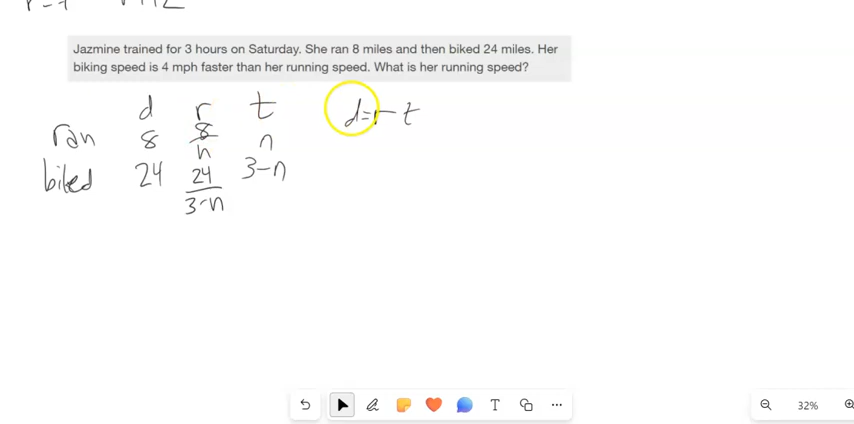 Jazmine trained for 3 hours on Saturday. She ran 8 miles and then biked 24 miles. Her
biking speed is 4 mph faster than her running speed. What is her running speed?
d r t d=r t
ran 8 8/n n
biked 24 24/3-n 3-n
T ... 32%